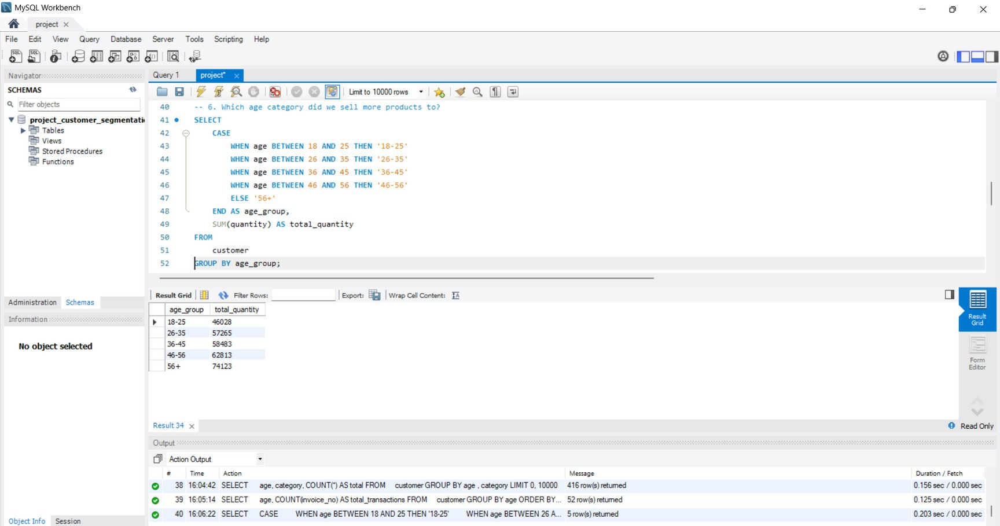 MySQL Workbench
project
File Edit View Query Database Server Tools Scripting Help
Navigator
SCHEMAS
Filter objects
project_customer_segmentati
Tables
Views
Stored Procedures
Functions
Administration Schemas
Information
No object selected
Object Info Session
Query 1 project*
Limit to 10000 rows
40 -- 6. Which age category did we sell more products to?
41 SELECT
42 CASE
43 WHEN age BETWEEN 18 AND 25 THEN '18-25'
44 WHEN age BETWEEN 26 AND 35 THEN '26-35'
45 WHEN age BETWEEN 36 AND 45 THEN '36-45'
46 WHEN age BETWEEN 46 AND 56 THEN '46-56'
47 ELSE '56+'
48 END AS age_group,
49 SUM(quantity) AS total_quantity
50 FROM
51 customer
52 GROUP BY age_group;
Result Grid Filter Rows: Export: Wrap Cell Content:
age_group total_quantity
18-25 46028
26-35 57265
36-45 58483
46-56 62813
56+ 74123
Result Grid
Form Editor
Result 34
Read Only
Output
Action Output
# Time Action Message Duration / Fetch
38 16:04:42 SELECT age, category, COUNT(*) AS total FROM customer GROUP BY age , category LIMIT 0, 10000 416 row(s) returned 0.156 sec / 0.000 sec
39 16:05:14 SELECT age, COUNT(invoice_no) AS total_transactions FROM customer GROUP BY age ORDER BY... 52 row(s) returned 0.125 sec / 0.000 sec
40 16:06:22 SELECT CASE WHEN age BETWEEN 18 AND 25 THEN '18-25' WHEN age BETWEEN 26 A... 5 row(s) returned 0.203 sec / 0.000 sec